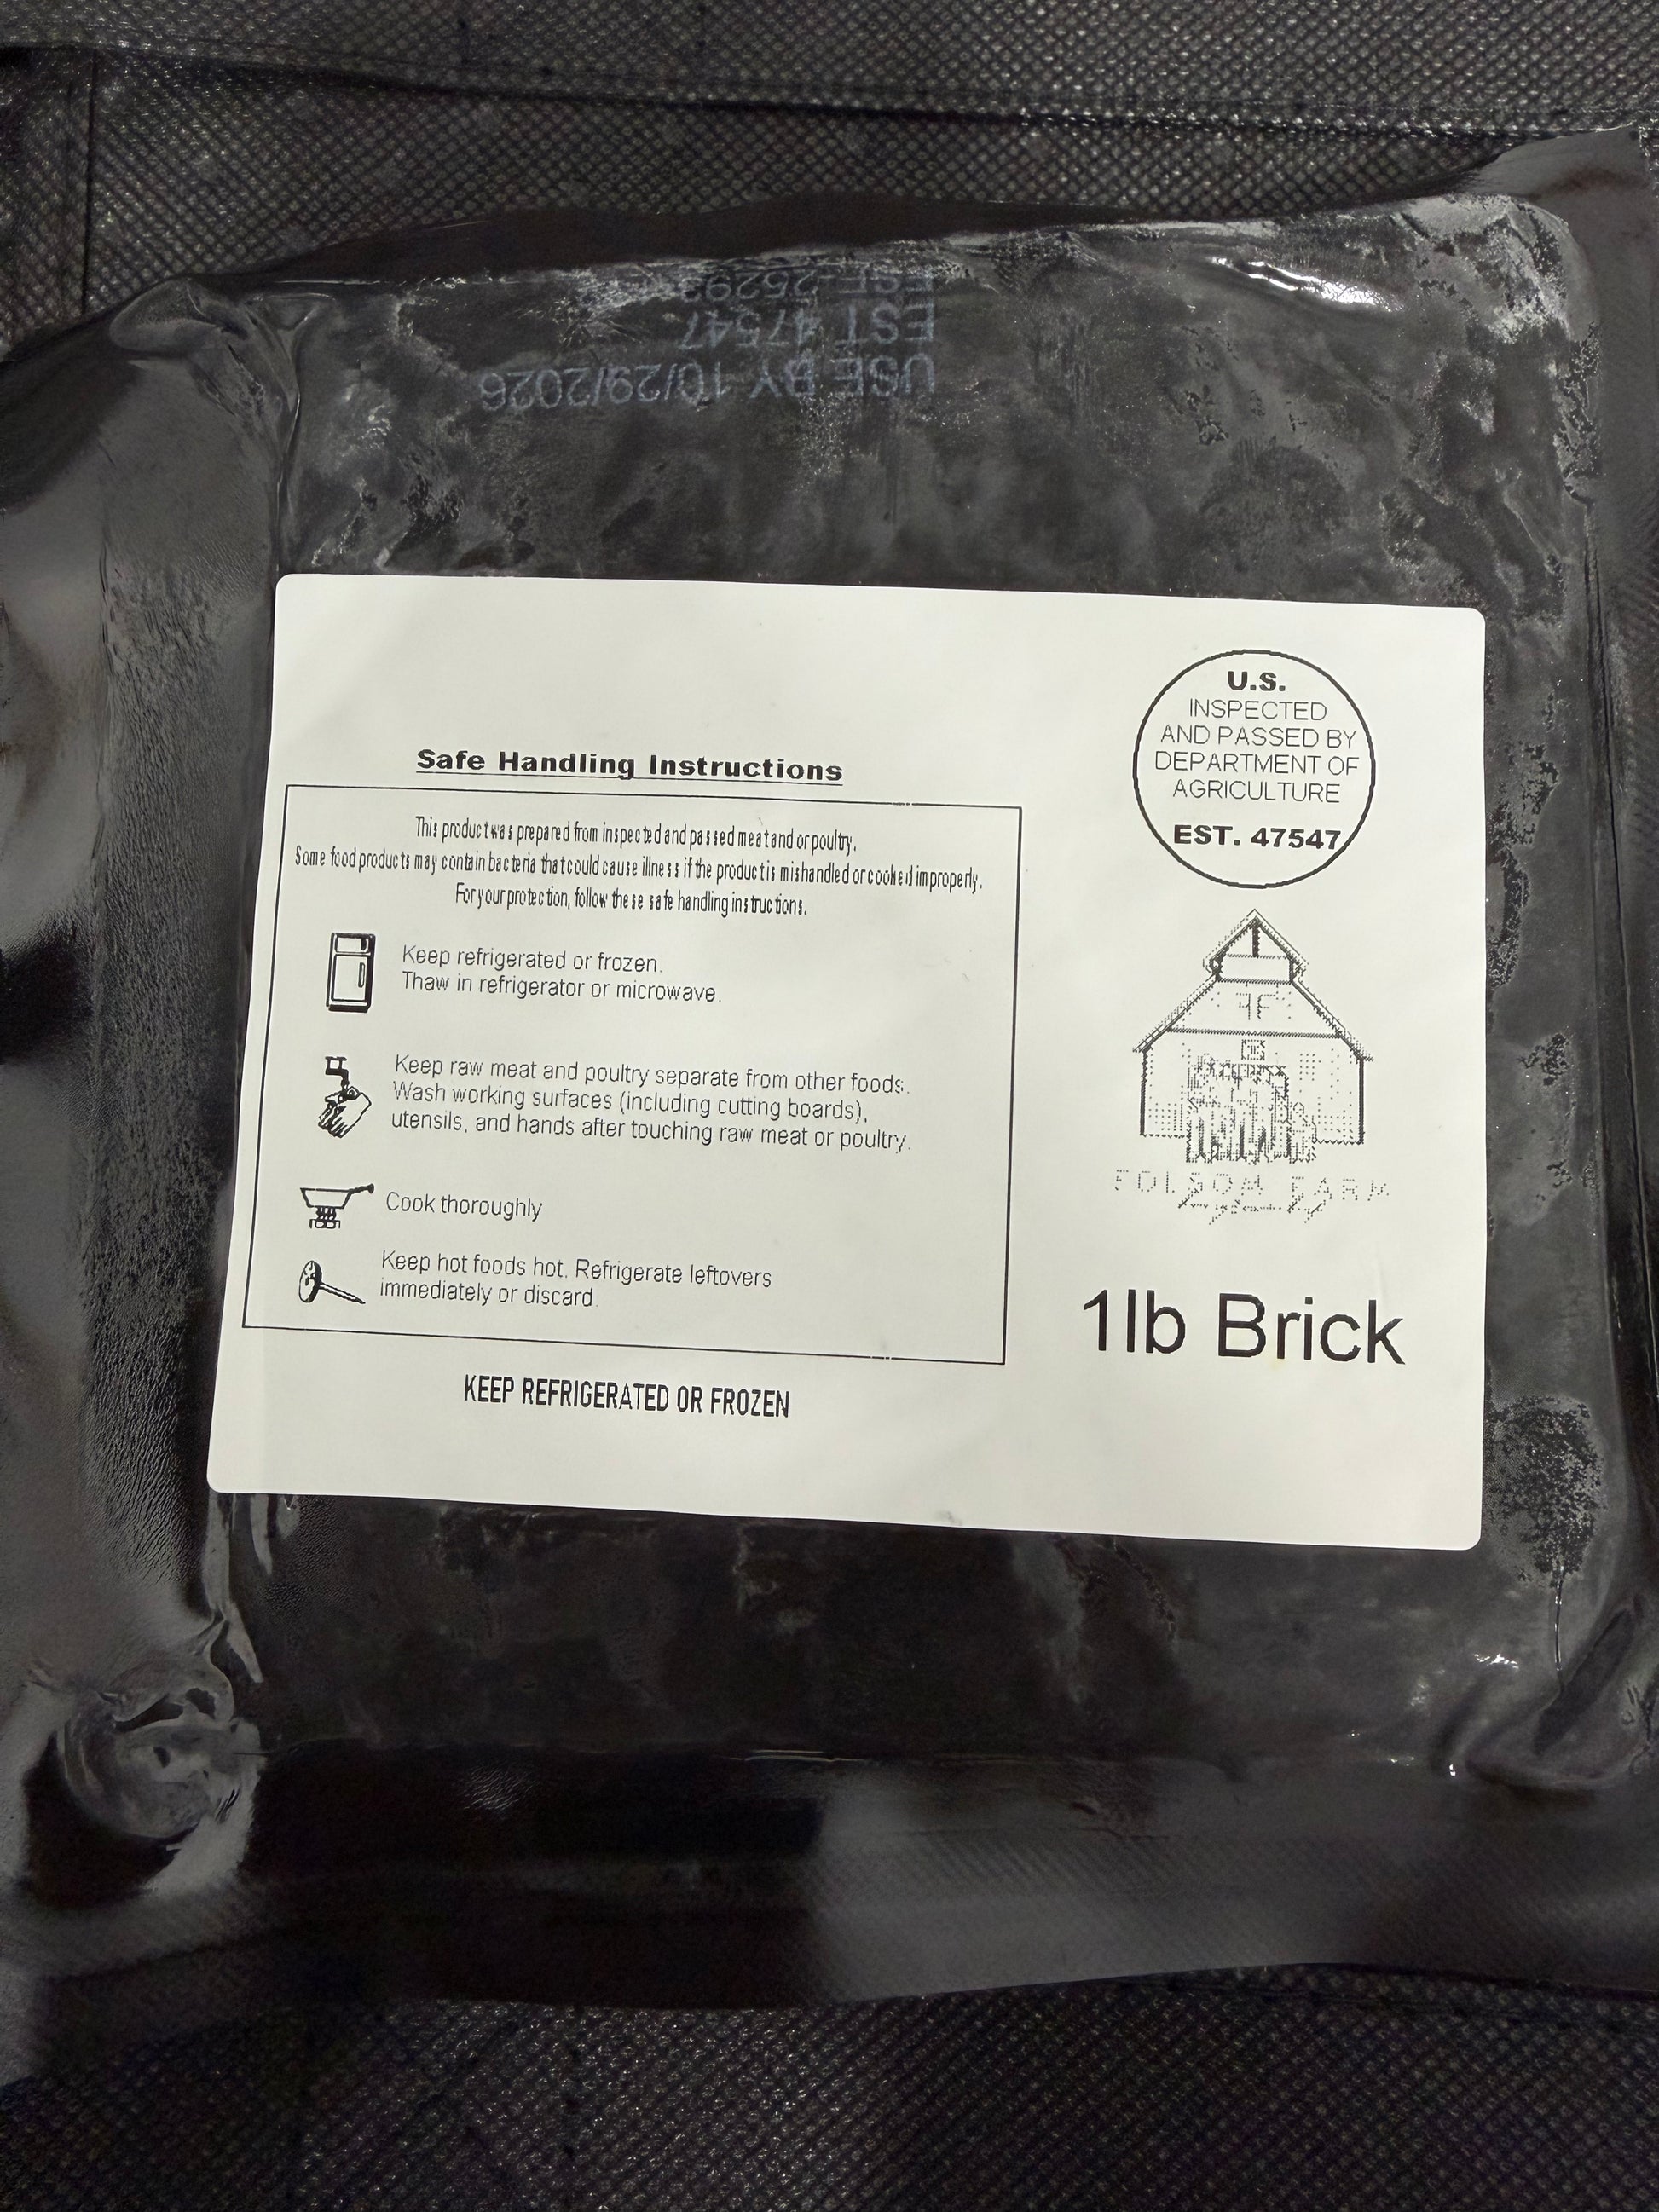 USE BY 10/29/2026
EST 47547
Safe Handling Instructions
This product was prepared from inspected and passed meat and or poultry.
Some food products may contain bacteria that could cause illness if the product is mishandled or cooked improperly.
For your protection, follow these safe handling instructions.
Keep refrigerated or frozen.
Thaw in refrigerator or microwave.
Keep raw meat and poultry separate from other foods.
Wash working surfaces (including cutting boards),
utensils, and hands after touching raw meat or poultry.
Cook thoroughly
Keep hot foods hot. Refrigerate leftovers
immediately or discard.
KEEP REFRIGERATED OR FROZEN
U.S.
INSPECTED
AND PASSED BY
DEPARTMENT OF
AGRICULTURE
EST. 47547
FOLSOM FARM
1lb Brick